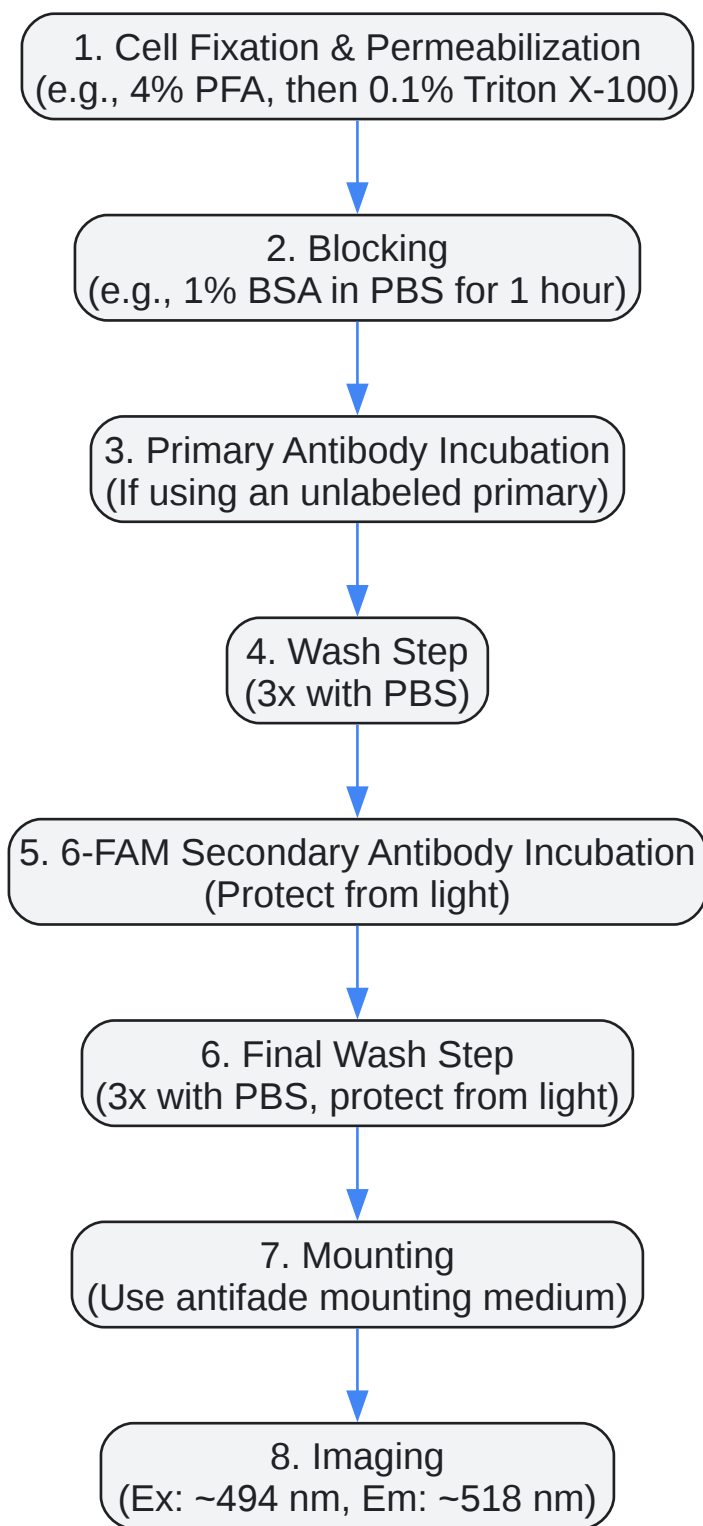 1. Cell Fixation & Permeabilization
(e.g., 4% PFA, then 0.1% Triton X-100)
2. Blocking
(e.g., 1% BSA in PBS for 1 hour)
3. Primary Antibody Incubation
(If using an unlabeled primary)
4. Wash Step
(3x with PBS)
5. 6-FAM Secondary Antibody Incubation
(Protect from light)
6. Final Wash Step
(3x with PBS, protect from light)
7. Mounting
(Use antifade mounting medium)
8. Imaging
(Ex: ~494 nm, Em: ~518 nm)